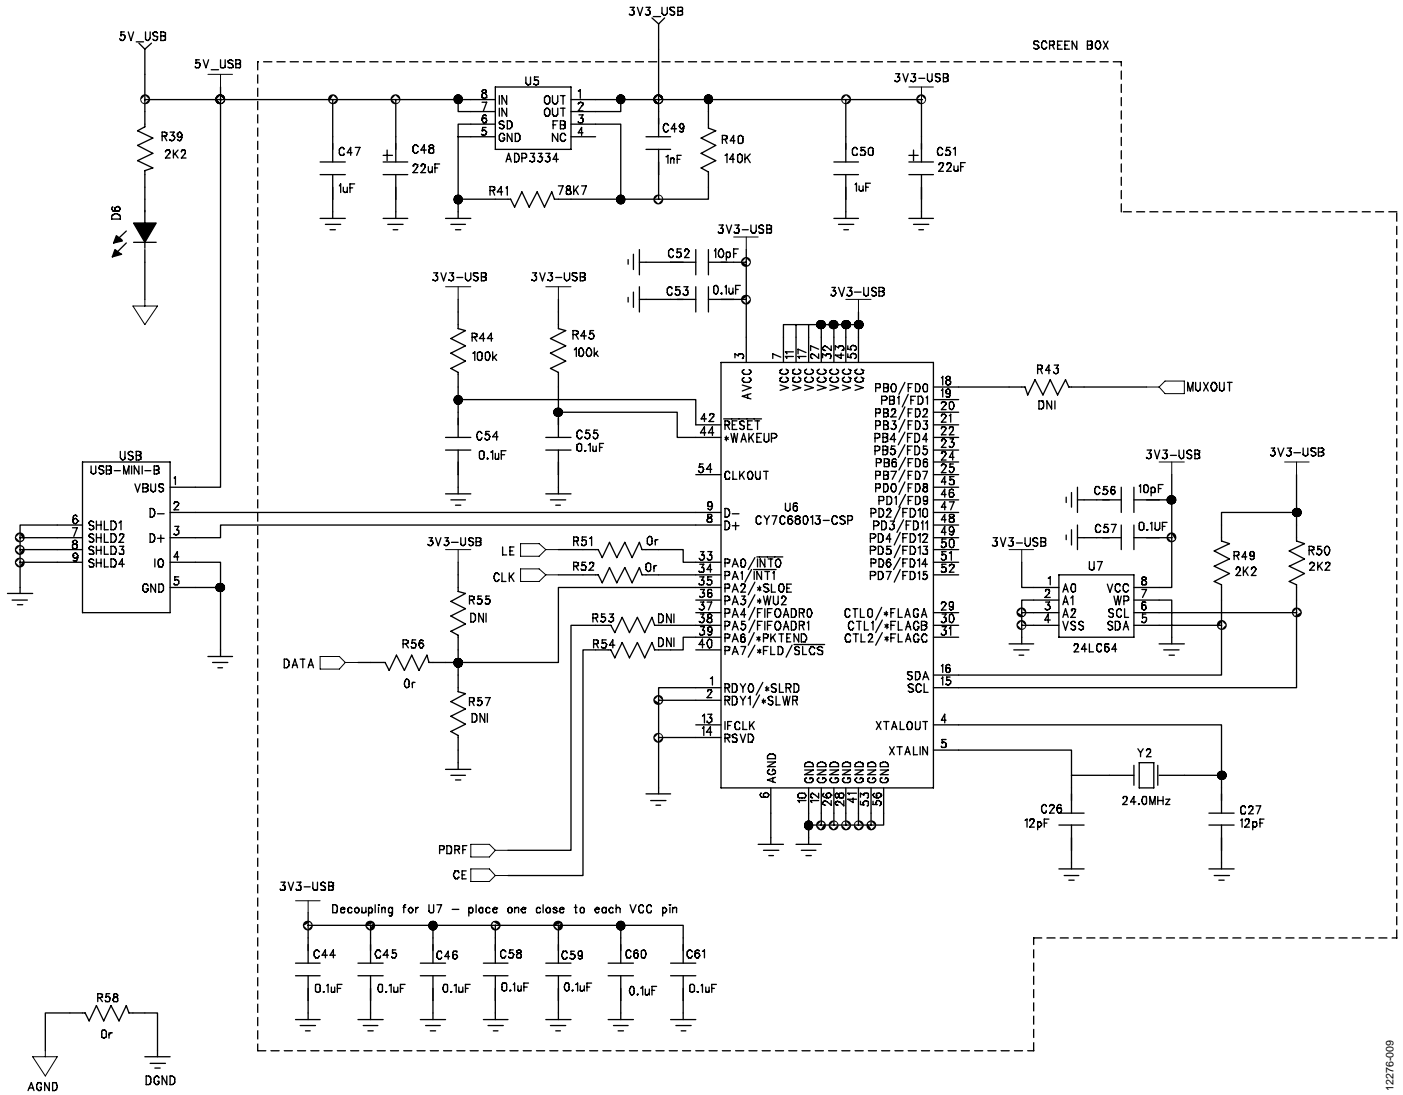 3V3_USB
5V_USB
5V_USB
SCREEN BOX
3V3-USB
U5
8 IN OUT 1
7 IN OUT 2
6 SD FB 3
5 GND NC 4
ADP3334
R39
2K2
C47
1uF
+ C48
22uF
C49
1nF
R40
140K
C50
1uF
+ C51
22uF
R41 78K7
D6
3V3-USB
C52 10pF
C53 0.1uF
3V3-USB
3V3-USB
3V3-USB
R44
100k
R45
100k
3 7 11 17 27 32 43 55
AVCC VCC VCC VCC VCC VCC VCC VCC
C54
0.1uF
C55
0.1uF
42 RESET
44 *WAKEUP
54 CLKOUT
9 D-
8 D+
U6
CY7C68013-CSP
33 PA0/INT0
34 PA1/INT1
35 PA2/*SLOE
36 PA3/*WU2
37 PA4/FIFOADR0
38 PA5/FIFOADR1
39 PA6/*PKTEND
40 PA7/*FLD/SLCS
1 RDY0/*SLRD
2 RDY1/*SLWR
13 IFCLK
14 RSVD
PB0/FD0 18
PB1/FD1 19
PB2/FD2 20
PB3/FD3 21
PB4/FD4 22
PB5/FD5 23
PB6/FD6 24
PB7/FD7 25
PD0/FD8 45
PD1/FD9 46
PD2/FD10 47
PD3/FD11 48
PD4/FD12 49
PD5/FD13 50
PD6/FD14 51
PD7/FD15 52
CTL0/*FLAGA 29
CTL1/*FLAGB 30
CTL2/*FLAGC 31
SDA 16
SCL 15
XTALOUT 4
XTALIN 5
AGND GND GND GND GND GND GND GND
6 10 12 26 28 41 53 56
R43
DNI
MUXOUT
USB
USB-MINI-B
VBUS 1
D- 2
D+ 3
IO 4
GND 5
6 SHLD1
7 SHLD2
8 SHLD3
9 SHLD4
LE
R51 0r
CLK
R52 0r
3V3-USB
R55
DNI
R53 DNI
R54 DNI
DATA
R56
0r
R57
DNI
PDRF
CE
3V3-USB
3V3-USB
C56 10pF
C57 0.1UF
3V3-USB
U7
1 A0 VCC 8
2 A1 WP 7
3 A2 SCL 6
4 VSS SDA 5
24LC64
R49
2K2
R50
2K2
Y2
24.0MHz
C26
12pF
C27
12pF
3V3-USB
Decoupling for U7 - place one close to each VCC pin
C44
0.1uF
C45
0.1uF
C46
0.1uF
C58
0.1uF
C59
0.1uF
C60
0.1uF
C61
0.1uF
R58
0r
AGND
DGND
12276-009